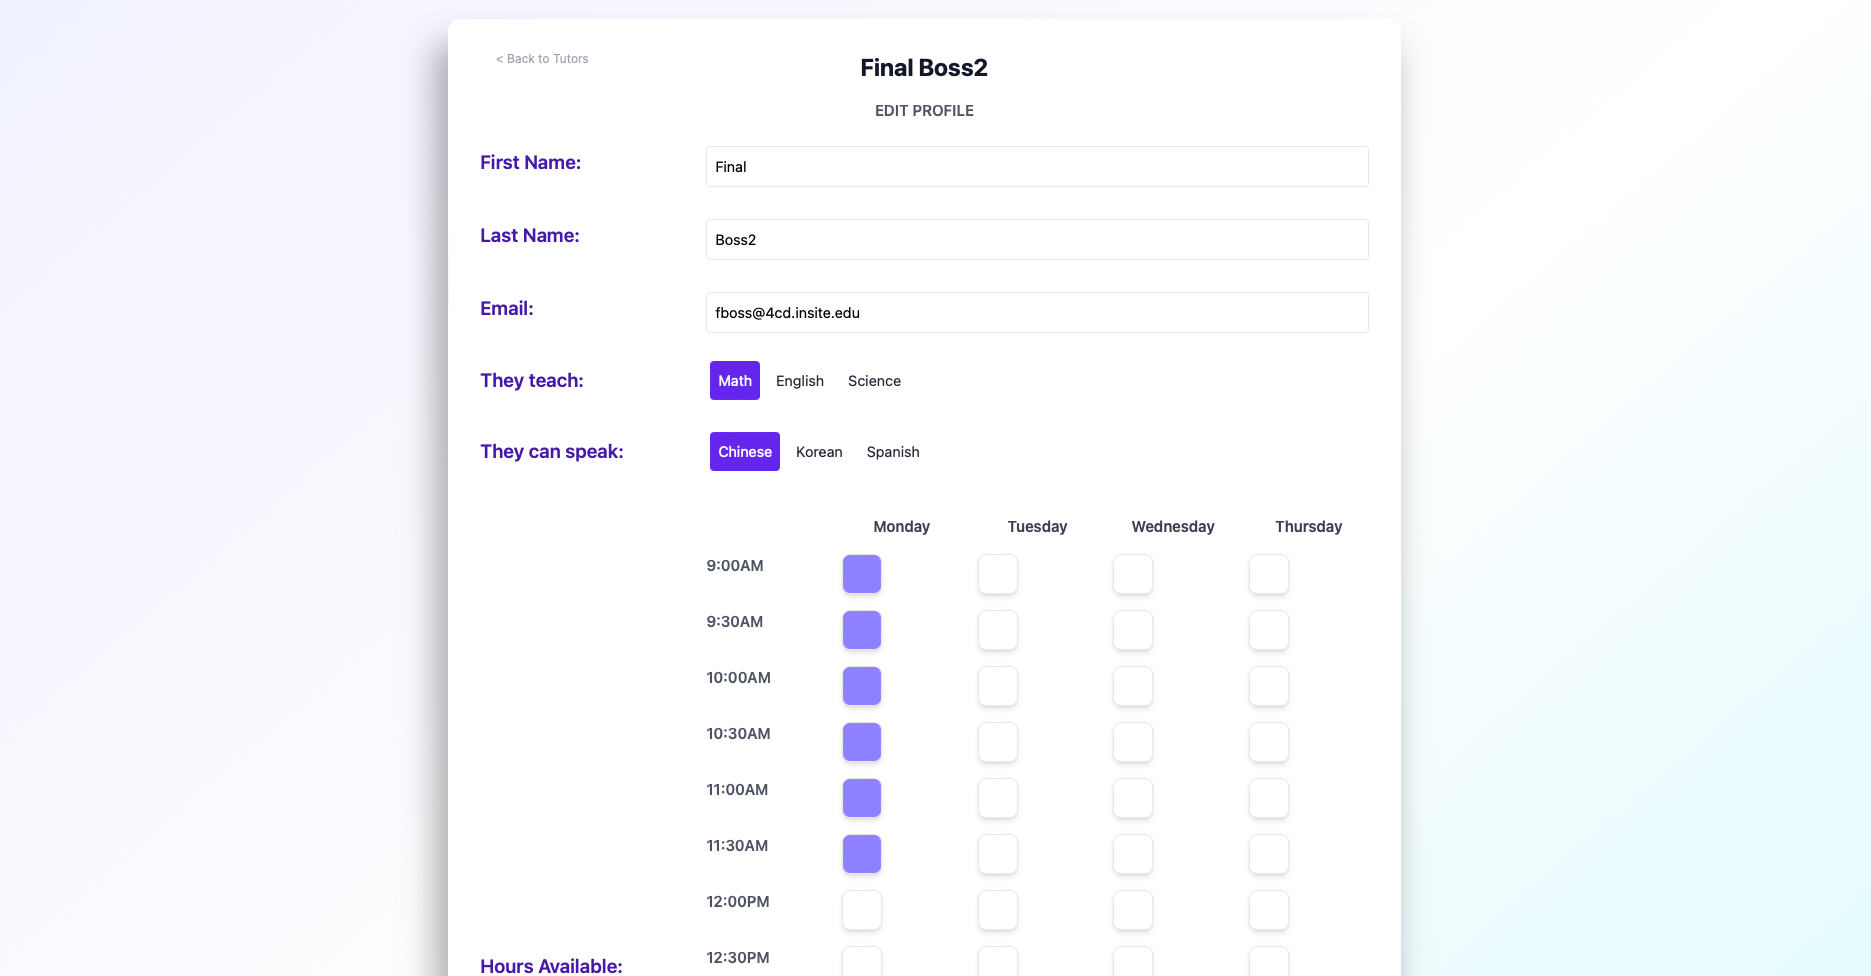 < Back to Tutors
Final Boss2
EDIT PROFILE
First Name:
Final
Last Name:
Boss2
Email:
fboss@4cd.insite.edu
They teach:
Math English Science
They can speak:
Chinese Korean Spanish
Monday Tuesday Wednesday Thursday
9:00AM
9:30AM
10:00AM
10:30AM
11:00AM
11:30AM
12:00PM
12:30PM
Hours Available: